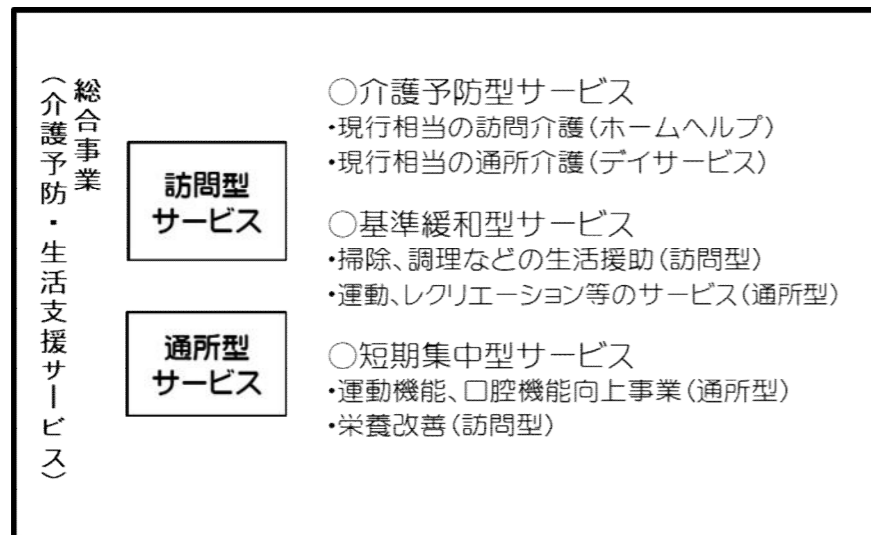 総合事業
（介護予防・生活支援サービス）
訪問型
サービス
通所型
サービス
○介護予防型サービス
・現行相当の訪問介護（ホームヘルプ）
・現行相当の通所介護（デイサービス）
○基準緩和型サービス
・掃除、調理などの生活援助（訪問型）
・運動、レクリエーション等のサービス（通所型）
○短期集中型サービス
・運動機能、口腔機能向上事業（通所型）
・栄養改善（訪問型）